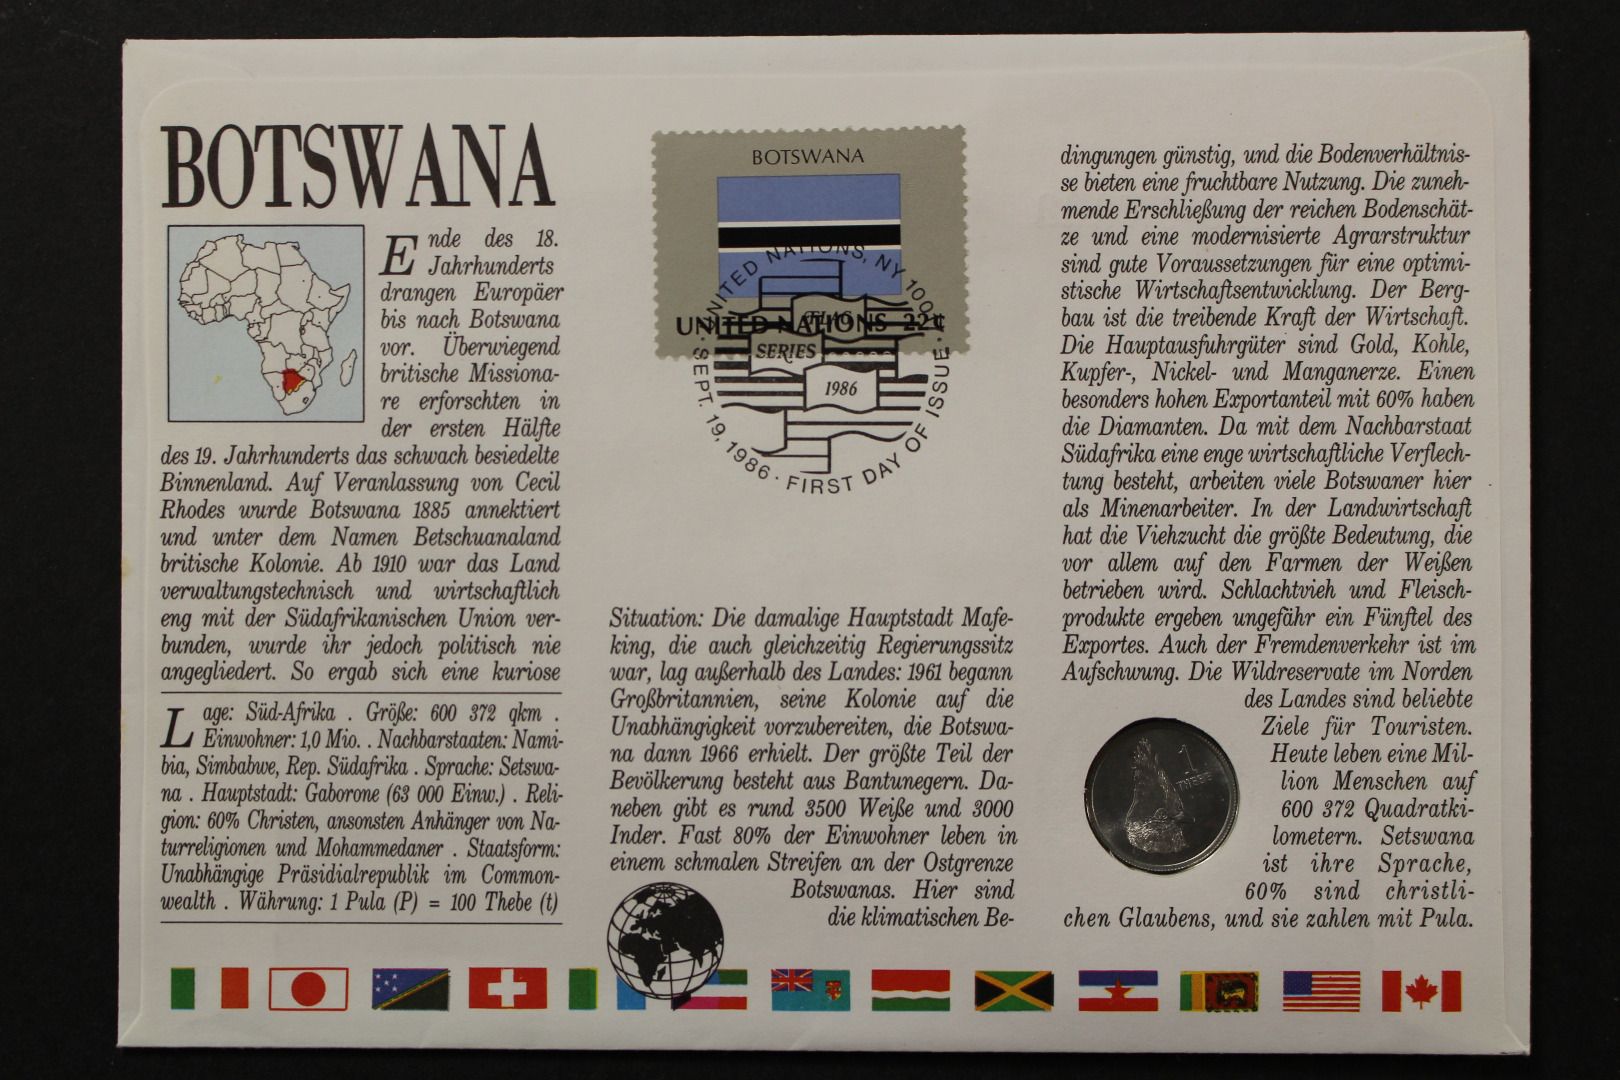 BOTSWANA
Ende des 18.
Jahrhunderts
drangen Europäer
bis nach Botswana
vor. Überwiegend
britische Missiona-
re erforschten in
der ersten Hälfte
des 19. Jahrhunderts das schwach besiedelte
Binnenland. Auf Veranlassung von Cecil
Rhodes wurde Botswana 1885 annektiert
und unter dem Namen Betschuanaland
britische Kolonie. Ab 1910 war das Land
verwaltungstechnisch und wirtschaftlich
eng mit der Südafrikanischen Union ver-
bunden, wurde ihr jedoch politisch nie
angegliedert. So ergab sich eine kuriose
Lage: Süd-Afrika . Größe: 600 372 qkm .
Einwohner: 1,0 Mio. . Nachbarstaaten: Nami-
bia, Simbabwe, Rep. Südafrika . Sprache: Setswa-
na . Hauptstadt: Gaborone (63 000 Einw.) . Reli-
gion: 60% Christen, ansonsten Anhänger von Na-
turreligionen und Mohammedaner . Staatsform:
Unabhängige Präsidialrepublik im Common-
wealth . Währung: 1 Pula (P) = 100 Thebe (t)
BOTSWANA
UNITED NATIONS 22¢
UNITED NATIONS, NY 100
FLAG
SERIES
1986
· SEPT. 19, 1986 · FIRST DAY OF ISSUE ·
Situation: Die damalige Hauptstadt Mafe-
king, die auch gleichzeitig Regierungssitz
war, lag außerhalb des Landes: 1961 begann
Großbritannien, seine Kolonie auf die
Unabhängigkeit vorzubereiten, die Botswa-
na dann 1966 erhielt. Der größte Teil der
Bevölkerung besteht aus Bantunegern. Da-
neben gibt es rund 3500 Weiße und 3000
Inder. Fast 80% der Einwohner leben in
einem schmalen Streifen an der Ostgrenze
Botswanas. Hier sind
die klimatischen Be-
dingungen günstig, und die Bodenverhältnis-
se bieten eine fruchtbare Nutzung. Die zuneh-
mende Erschließung der reichen Bodenschät-
ze und eine modernisierte Agrarstruktur
sind gute Voraussetzungen für eine optimi-
stische Wirtschaftsentwicklung. Der Berg-
bau ist die treibende Kraft der Wirtschaft.
Die Hauptausfuhrgüter sind Gold, Kohle,
Kupfer-, Nickel- und Manganerze. Einen
besonders hohen Exportanteil mit 60% haben
die Diamanten. Da mit dem Nachbarstaat
Südafrika eine enge wirtschaftliche Verflech-
tung besteht, arbeiten viele Botswaner hier
als Minenarbeiter. In der Landwirtschaft
hat die Viehzucht die größte Bedeutung, die
vor allem auf den Farmen der Weißen
betrieben wird. Schlachtvieh und Fleisch-
produkte ergeben ungefähr ein Fünftel des
Exportes. Auch der Fremdenverkehr ist im
Aufschwung. Die Wildreservate im Norden
des Landes sind beliebte
Ziele für Touristen.
Heute leben eine Mil-
lion Menschen auf
600 372 Quadratki-
lometern. Setswana
ist ihre Sprache,
60% sind christli-
chen Glaubens, und sie zahlen mit Pula.
1
THEBE